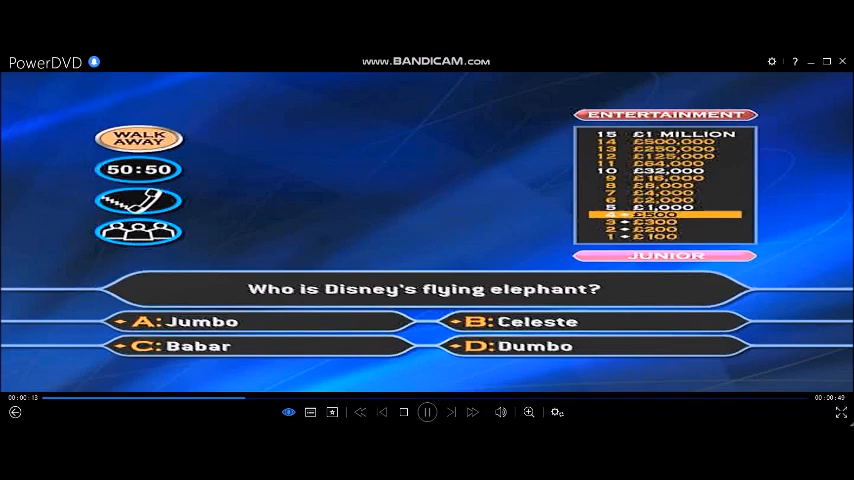 PowerDVD
www.BANDICAM.com
?
WALK
AWAY
50:50
ENTERTAINMENT
15 £1 MILLION
14 £500,000
13 £250,000
12 £125,000
11 £64,000
10 £32,000
9 £16,000
8 £8,000
7 £4,000
6 £2,000
5 £1,000
4 £500
3 £300
2 £200
1 £100
JUNIOR
Who is Disney's flying elephant?
A: Jumbo
B: Celeste
C: Babar
D: Dumbo
00:00:13
00:00:49